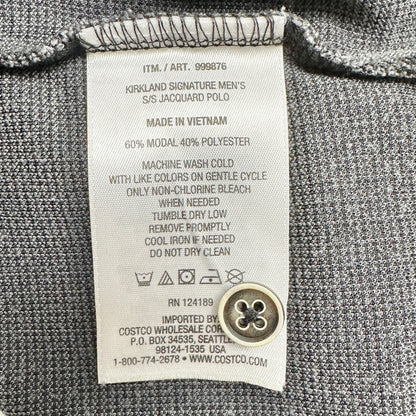 ITM. / ART. 999876
KIRKLAND SIGNATURE MEN'S
S/S JACQUARD POLO
MADE IN VIETNAM
60% MODAL 40% POLYESTER
MACHINE WASH COLD
WITH LIKE COLORS ON GENTLE CYCLE
ONLY NON-CHLORINE BLEACH
WHEN NEEDED
TUMBLE DRY LOW
REMOVE PROMPTLY
COOL IRON IF NEEDED
DO NOT DRY CLEAN
RN 124189
IMPORTED BY:
COSTCO WHOLESALE COR
P.O BOX 34535, SEATTLE
98124-1535 USA
1-800-774-2678 • WWW.COSTCO.COM